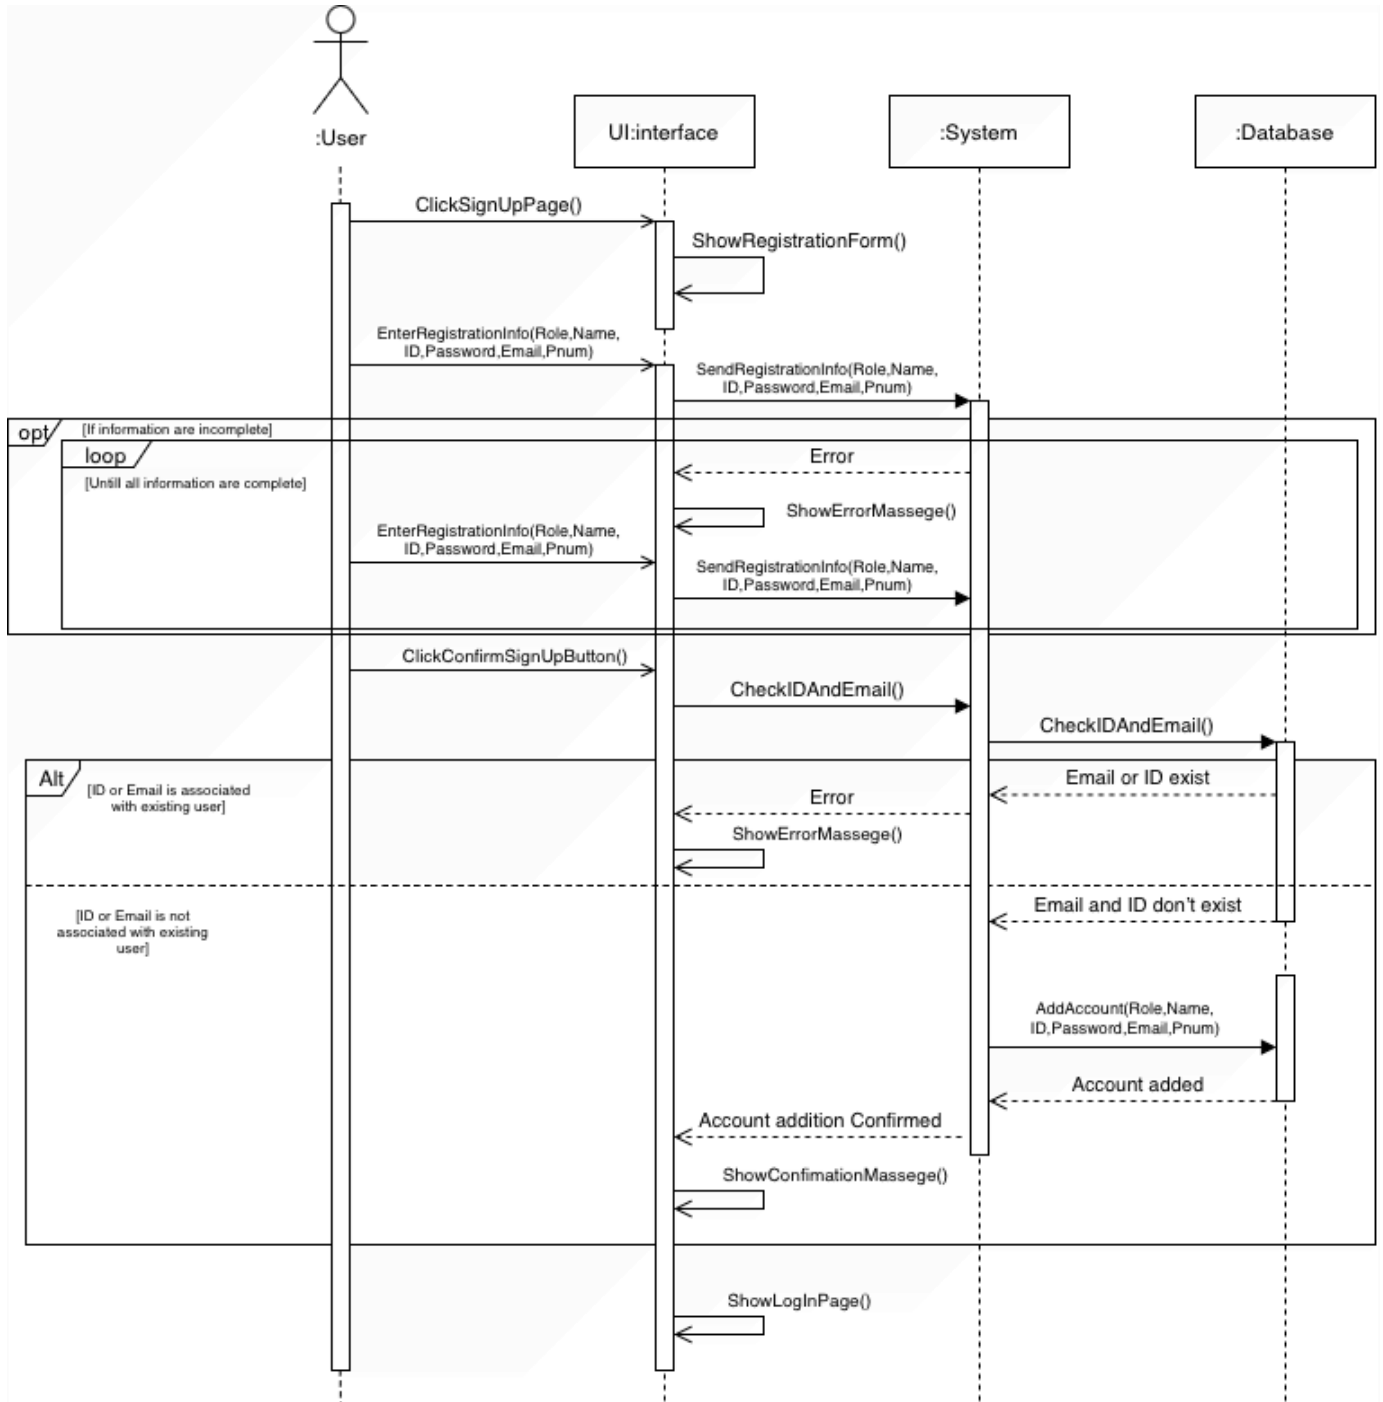 :User
UI:interface
:System
:Database
ClickSignUpPage()
ShowRegistrationForm()
EnterRegistrationInfo(Role,Name,
ID,Password,Email,Pnum)
SendRegistrationInfo(Role,Name,
ID,Password,Email,Pnum)
opt
[If information are incomplete]
loop
[Untill all information are complete]
Error
ShowErrorMassege()
EnterRegistrationInfo(Role,Name,
ID,Password,Email,Pnum)
SendRegistrationInfo(Role,Name,
ID,Password,Email,Pnum)
ClickConfirmSignUpButton()
CheckIDAndEmail()
CheckIDAndEmail()
Alt
[ID or Email is associated
with existing user]
Email or ID exist
Error
ShowErrorMassege()
[ID or Email is not
associated with existing
user]
Email and ID don't exist
AddAccount(Role,Name,
ID,Password,Email,Pnum)
Account added
Account addition Confirmed
ShowConfimationMassege()
ShowLogInPage()